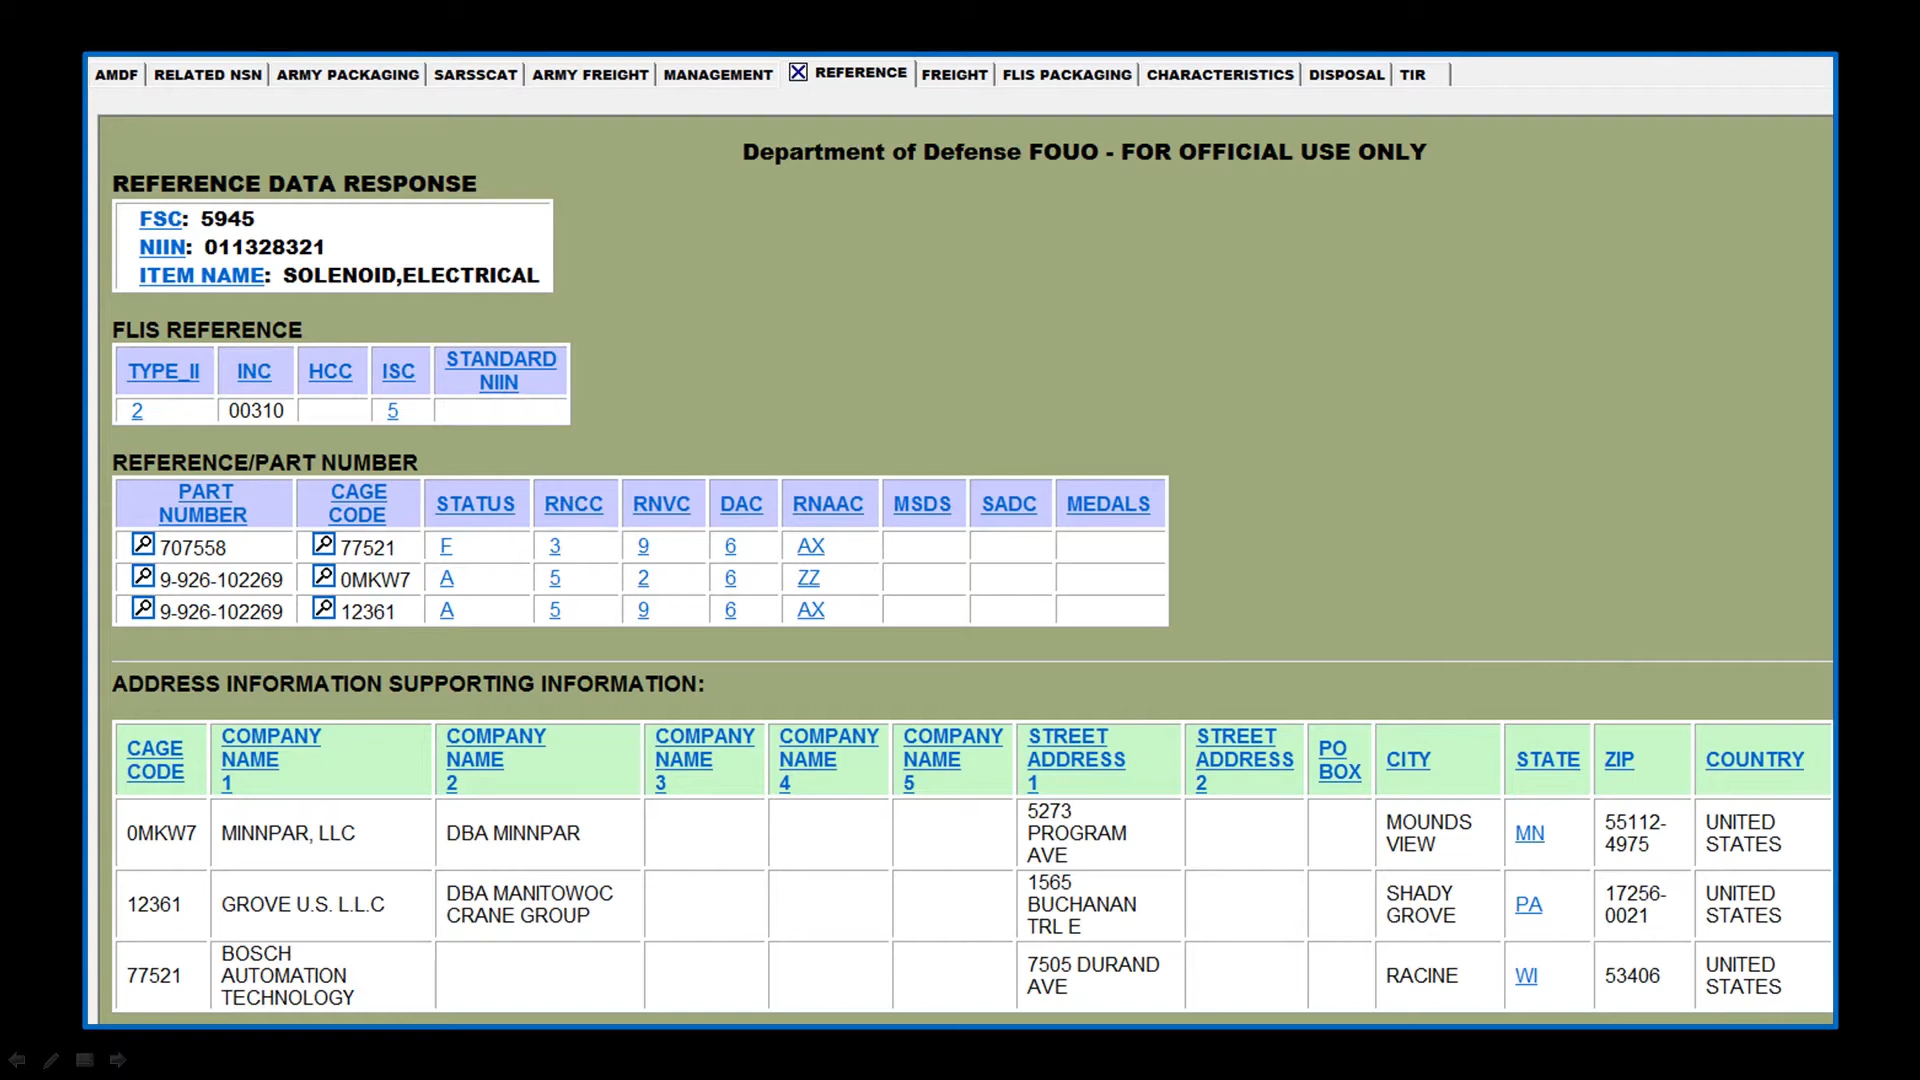 AMDF RELATED NSN ARMY PACKAGING SARSSCAT ARMY FREIGHT MANAGEMENT REFERENCE FREIGHT FLIS PACKAGING CHARACTERISTICS DISPOSAL TIR
Department of Defense FOUO - FOR OFFICIAL USE ONLY
REFERENCE DATA RESPONSE
FSC: 5945
NIIN: 011328321
ITEM NAME: SOLENOID,ELECTRICAL
FLIS REFERENCE
TYPE_II INC HCC ISC STANDARD NIIN
2 00310 5
REFERENCE/PART NUMBER
PART NUMBER CAGE CODE STATUS RNCC RNVC DAC RNAAC MSDS SADC MEDALS
707558 77521 F 3 9 6 AX
9-926-102269 0MKW7 A 5 2 6 ZZ
9-926-102269 12361 A 5 9 6 AX
ADDRESS INFORMATION SUPPORTING INFORMATION:
CAGE CODE COMPANY NAME 1 COMPANY NAME 2 COMPANY NAME 3 COMPANY NAME 4 COMPANY NAME 5 STREET ADDRESS 1 STREET ADDRESS 2 PO BOX CITY STATE ZIP COUNTRY
0MKW7 MINNPAR, LLC DBA MINNPAR 5273 PROGRAM AVE MOUNDS VIEW MN 55112-4975 UNITED STATES
12361 GROVE U.S. L.L.C DBA MANITOWOC CRANE GROUP 1565 BUCHANAN TRL E SHADY GROVE PA 17256-0021 UNITED STATES
77521 BOSCH AUTOMATION TECHNOLOGY 7505 DURAND AVE RACINE WI 53406 UNITED STATES